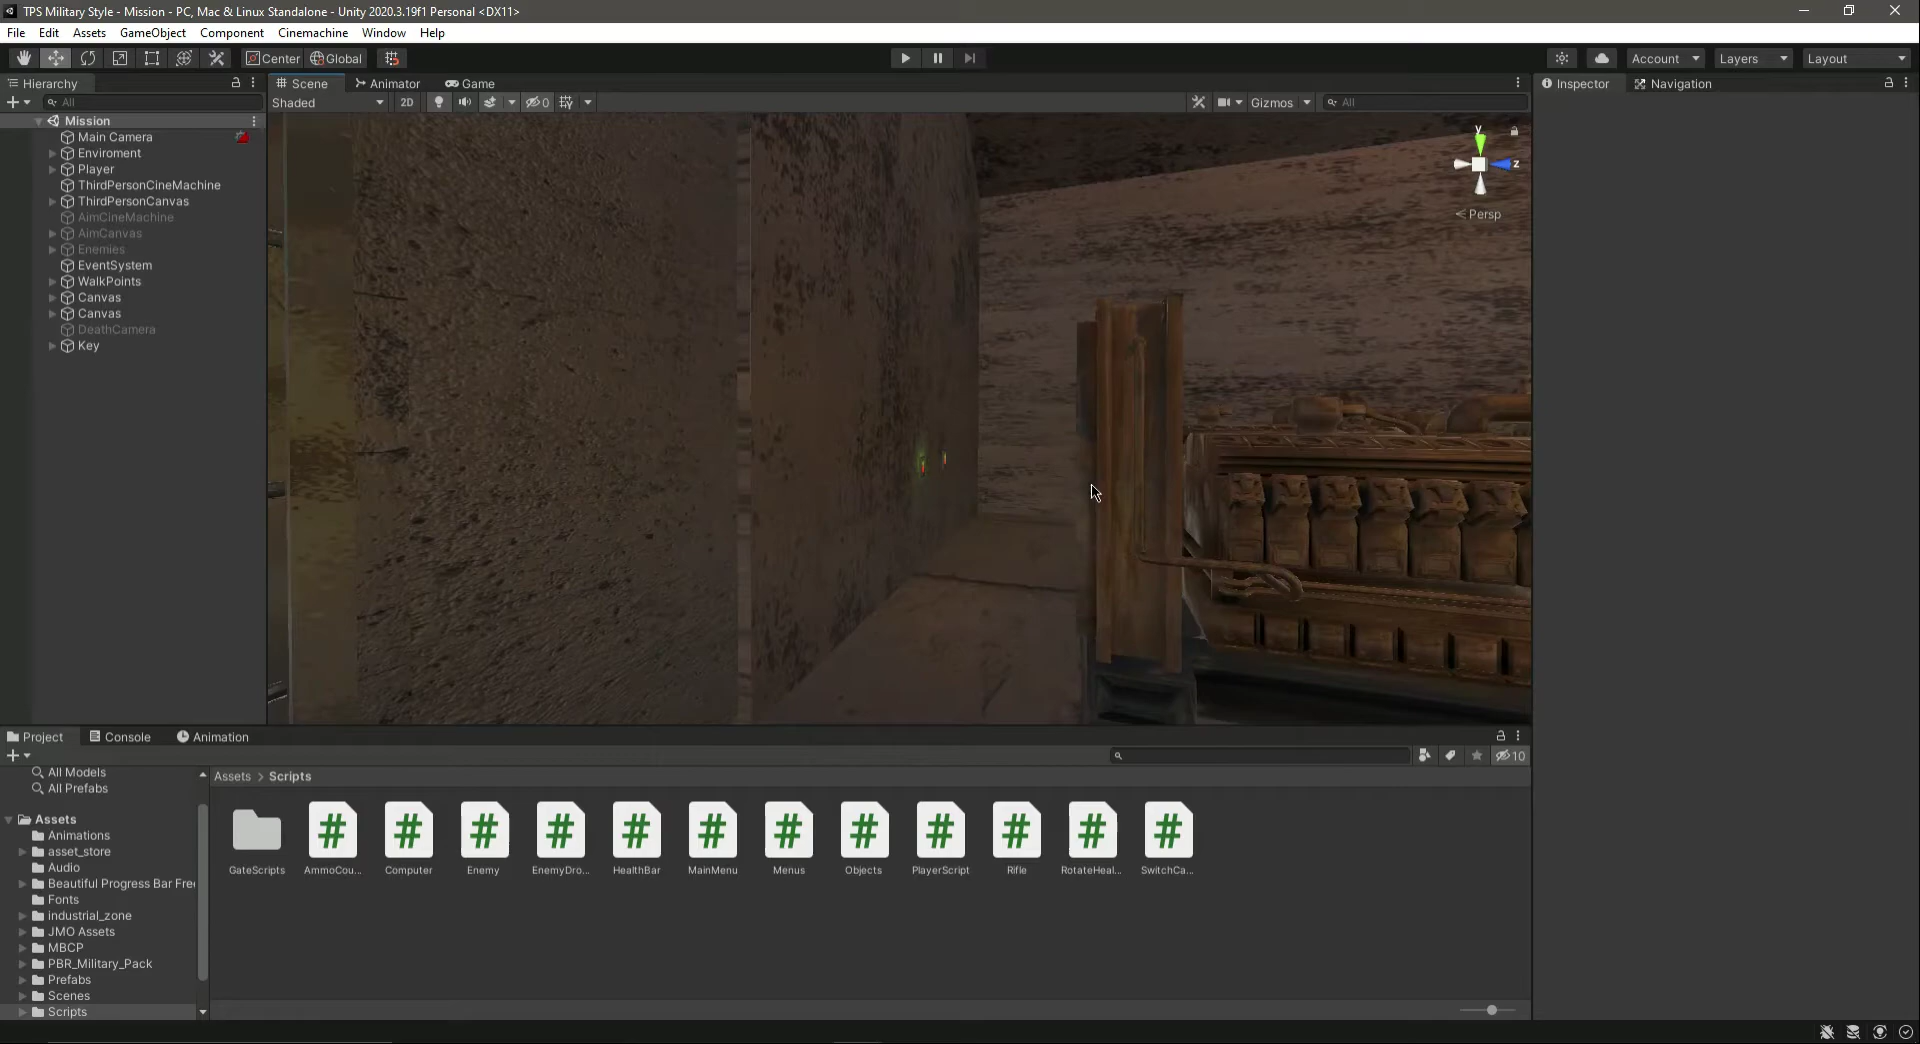 TPS Military Style - Mission - PC, Mac & Linux Standalone - Unity 2020.3.19f1 Personal <DX11>
File Edit Assets GameObject Component Cinemachine Window Help
Center Global Account Layers Layout
Hierarchy
All
Mission
Main Camera
Enviroment
Player
ThirdPersonCineMachine
ThirdPersonCanvas
AimCineMachine
AimCanvas
Enemies
EventSystem
WalkPoints
Canvas
Canvas
DeathCamera
Key
Scene Animator Game
Shaded 2D 0 Gizmos All
y
z
< Persp
Inspector Navigation
Project Console Animation
10
All Models
All Prefabs
Assets
Animations
asset_store
Audio
Beautiful Progress Bar Free
Fonts
industrial_zone
JMO Assets
MBCP
PBR_Military_Pack
Prefabs
Scenes
Scripts
Assets > Scripts
GateScripts AmmoCou... Computer Enemy EnemyDro... HealthBar MainMenu Menus Objects PlayerScript Rifle RotateHeal... SwitchCa...